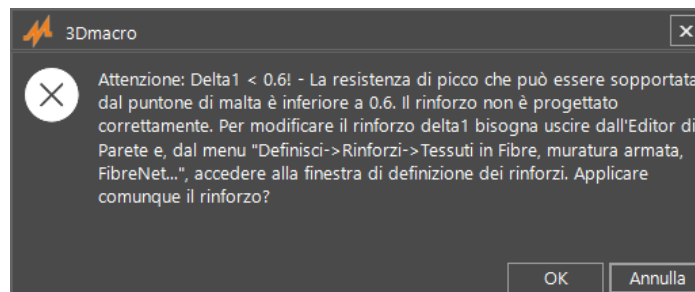 3Dmacro
Attenzione: Delta1 < 0.6! - La resistenza di picco che può essere sopportata
dal puntone di malta è inferiore a 0.6. Il rinforzo non è progettato
correttamente. Per modificare il rinforzo delta1 bisogna uscire dall'Editor di
Parete e, dal menu "Definisci->Rinforzi->Tessuti in Fibre, muratura armata,
FibreNet...", accedere alla finestra di definizione dei rinforzi. Applicare
comunque il rinforzo?
OK Annulla